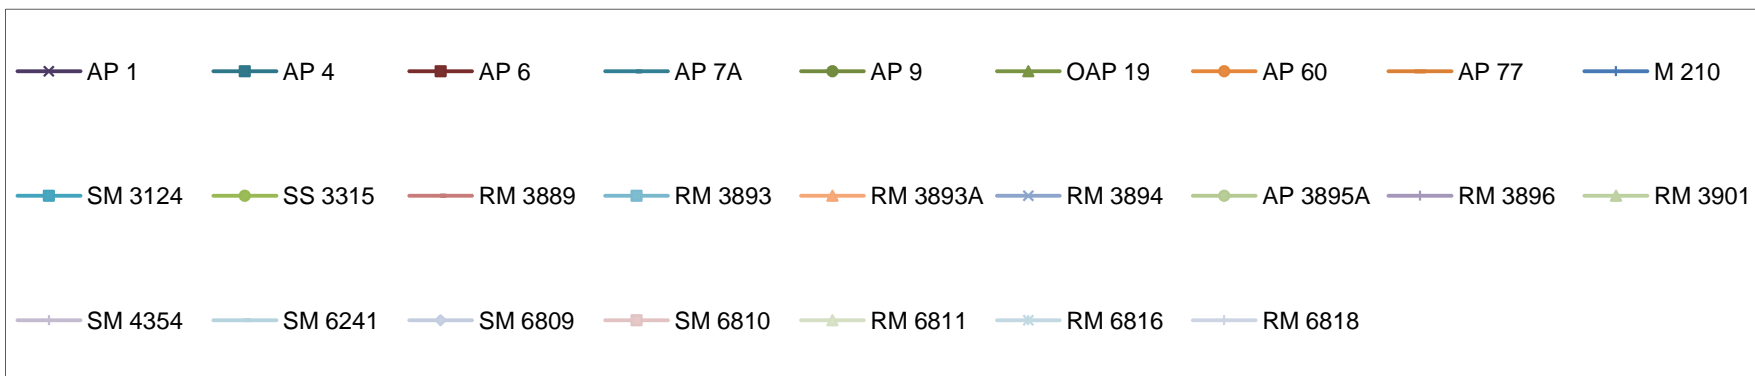 AP 1 AP 4 AP 6 AP 7A AP 9 OAP 19 AP 60 AP 77 M 210
SM 3124 SS 3315 RM 3889 RM 3893 RM 3893A RM 3894 AP 3895A RM 3896 RM 3901
SM 4354 SM 6241 SM 6809 SM 6810 RM 6811 RM 6816 RM 6818